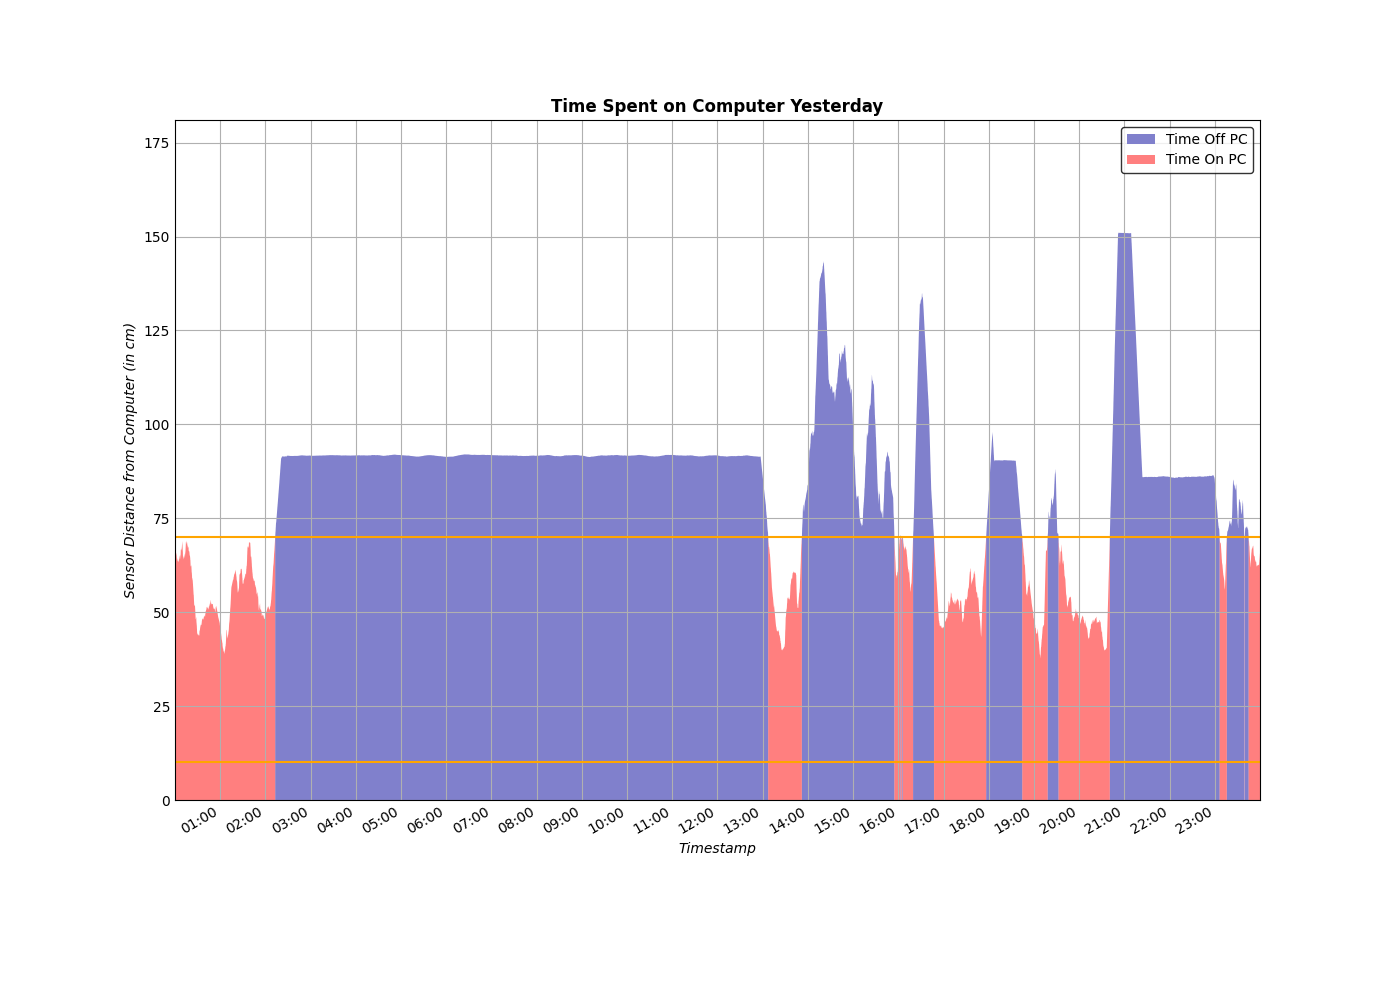 Time Spent on Computer Yesterday
Time Off PC
Time On PC
175
150
125
100
75
50
25
0
Sensor Distance from Computer (in cm)
01:00 02:00 03:00 04:00 05:00 06:00 07:00 08:00 09:00 10:00 11:00 12:00 13:00 14:00 15:00 16:00 17:00 18:00 19:00 20:00 21:00 22:00 23:00
Timestamp